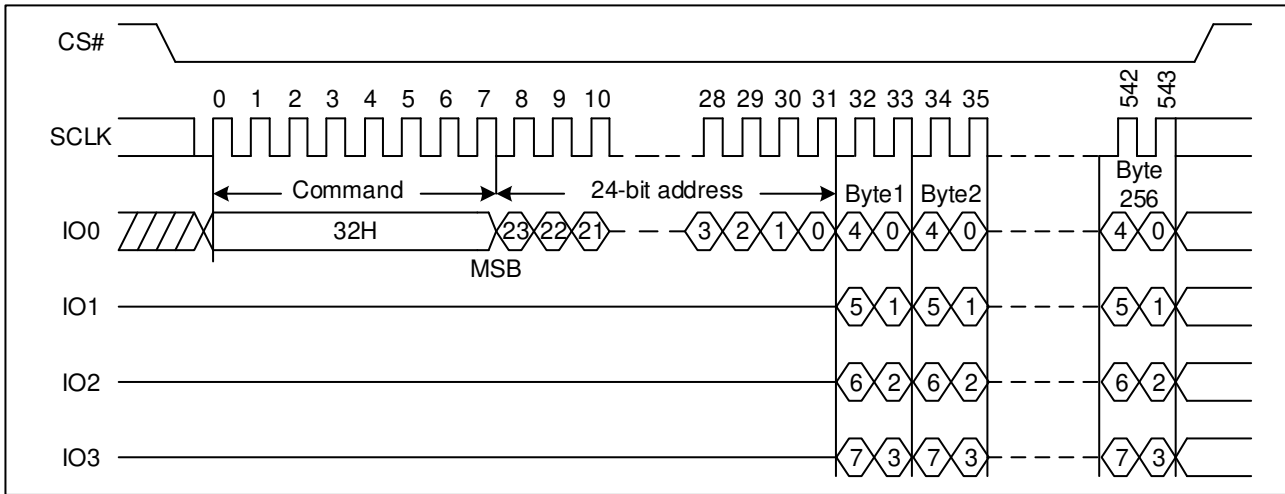 CS#
0 1 2 3 4 5 6 7 8 9 10 28 29 30 31 32 33 34 35 542 543
SCLK
Command 24-bit address Byte1 Byte2 Byte 256
IO0 32H 23 22 21 3 2 1 0 4 0 4 0 4 0
MSB
IO1 5 1 5 1 5 1
IO2 6 2 6 2 6 2
IO3 7 3 7 3 7 3